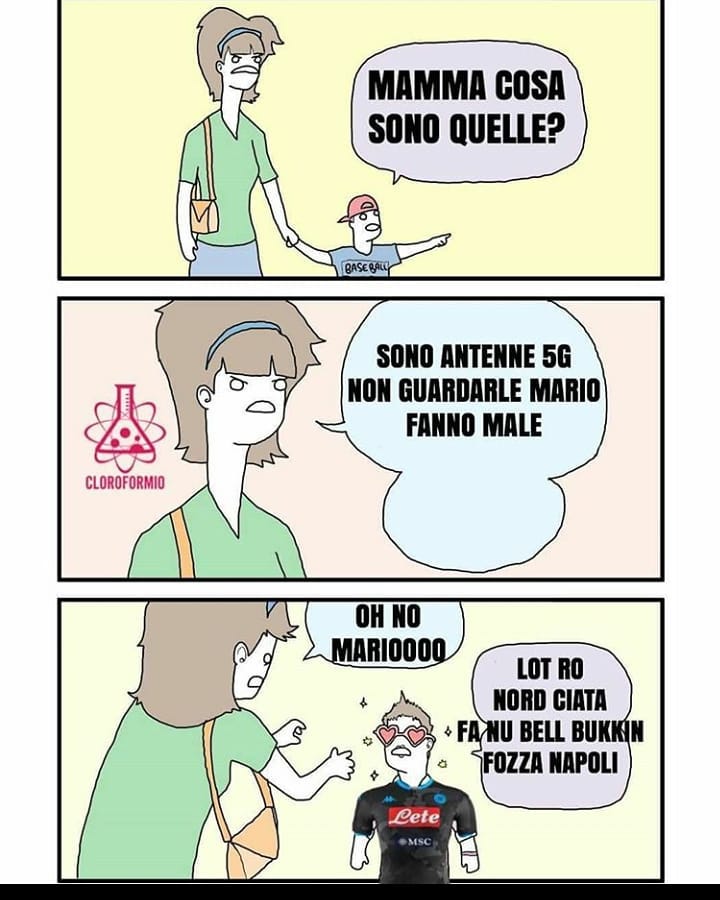 MAMMA COSA
SONO QUELLE?
BASEBALL
SONO ANTENNE 5G
NON GUARDARLE MARIO
FANNO MALE
CLOROFORMIO
OH NO
MARIOOOO
LOT RO
NORD CIATA
FA NU BELL BUKKIN
FOZZA NAPOLI
Lete
MSC